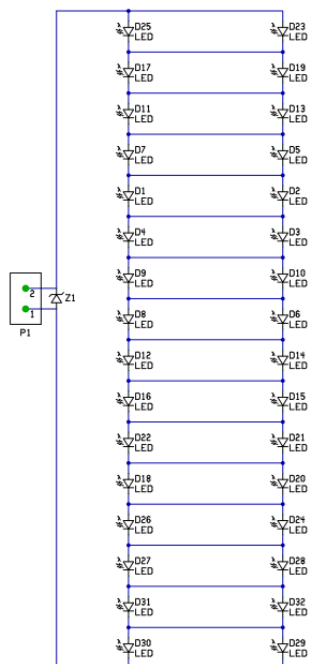 D25
LED
D23
LED
D17
LED
D19
LED
D11
LED
D13
LED
D7
LED
D5
LED
D1
LED
D2
LED
D4
LED
D3
LED
D9
LED
D10
LED
2
Z1
1
P1
D8
LED
D6
LED
D12
LED
D14
LED
D16
LED
D15
LED
D22
LED
D21
LED
D18
LED
D20
LED
D26
LED
D24
LED
D27
LED
D28
LED
D31
LED
D32
LED
D30
LED
D29
LED